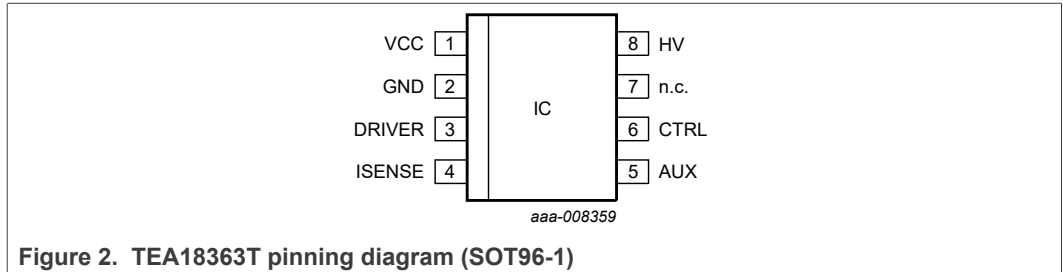 VCC 1 8 HV
GND 2 7 n.c.
IC
DRIVER 3 6 CTRL
ISENSE 4 5 AUX
aaa-008359
Figure 2. TEA18363T pinning diagram (SOT96-1)